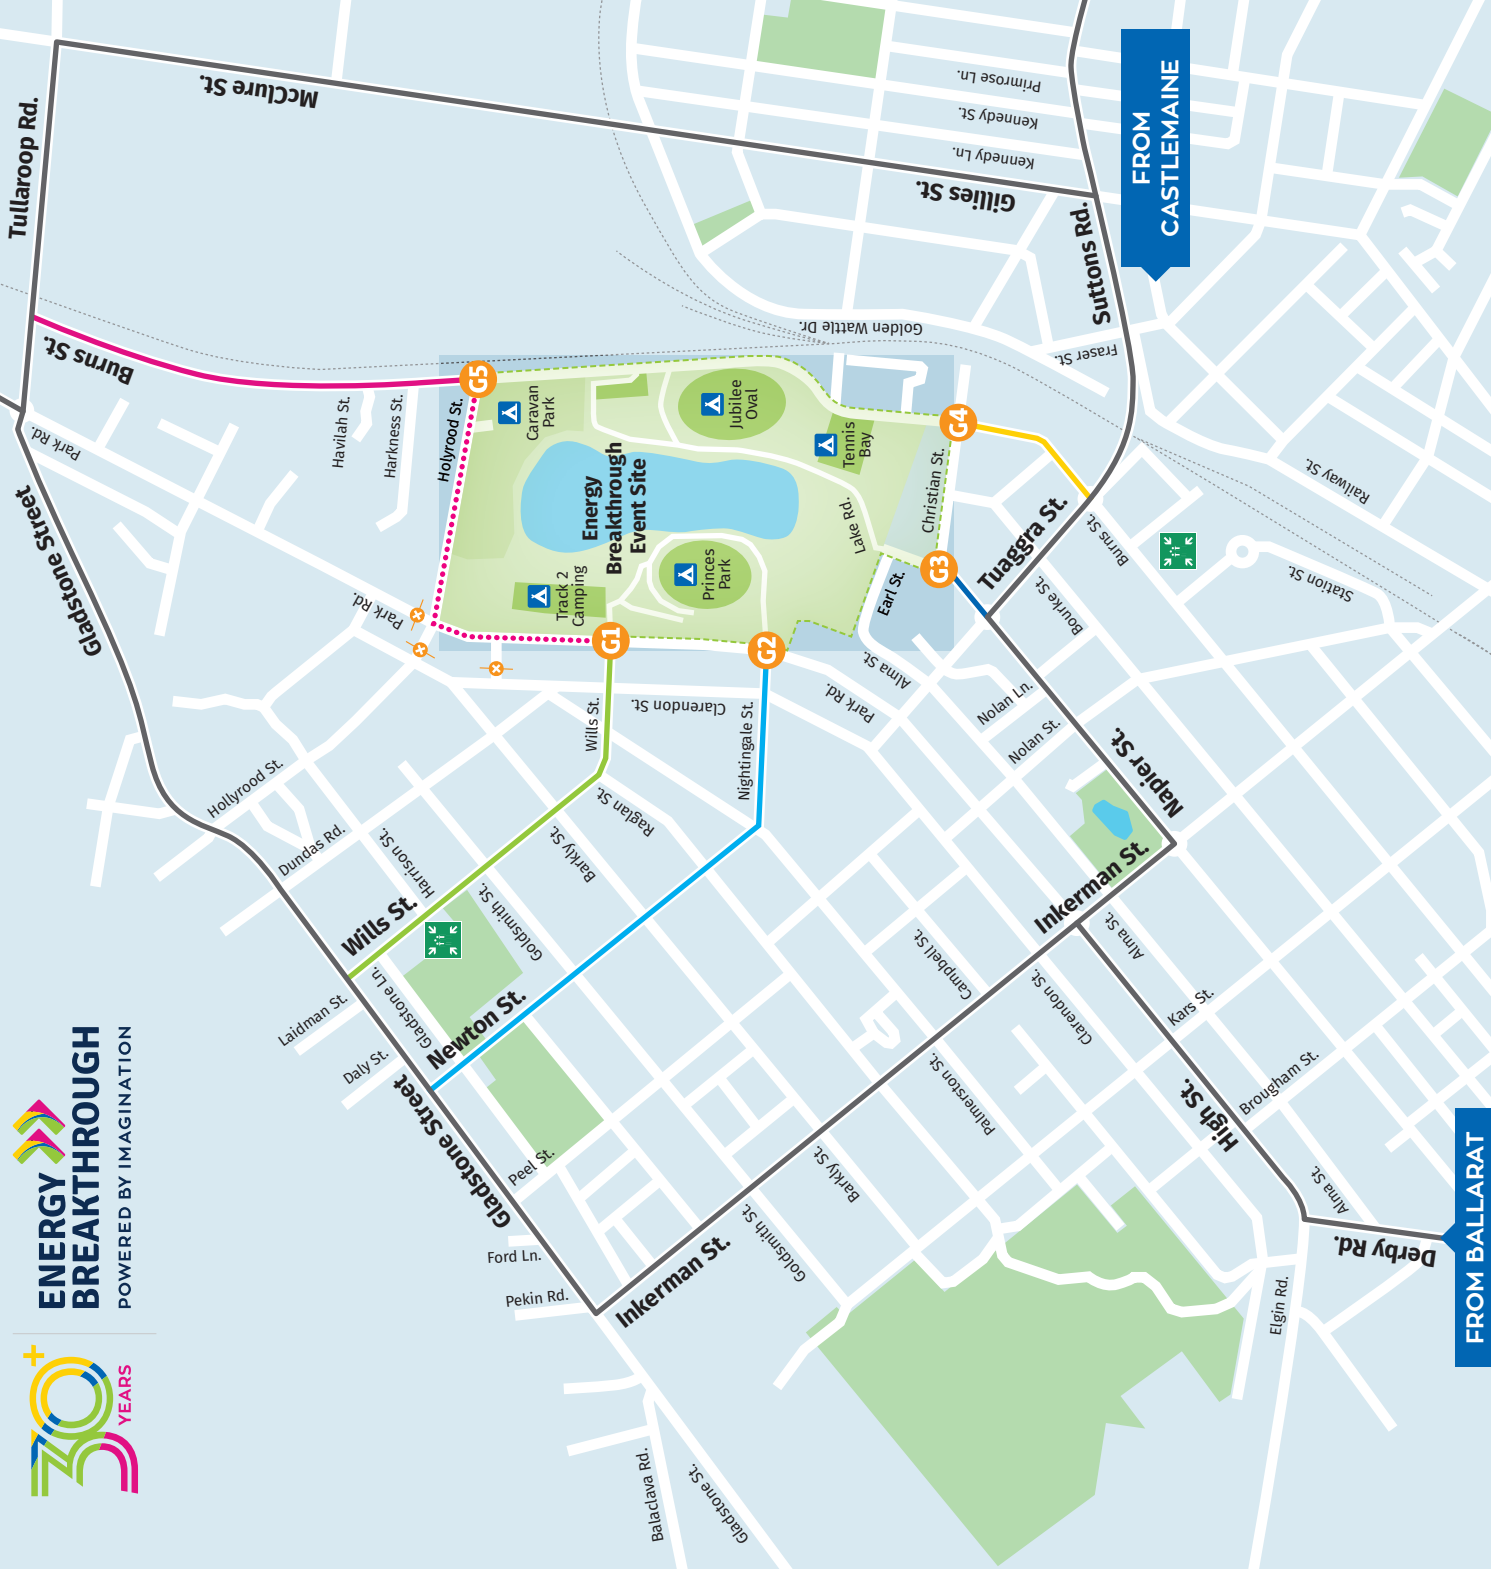 30+
YEARS
ENERGY
BREAKTHROUGH
POWERED BY IMAGINATION
FROM
CASTLEMAINE
FROM BALLARAT
Tullaroop Rd.
McClure St.
Gillies St.
Primrose Ln.
Kennedy St.
Kennedy Ln.
Suttons Rd.
Burns St.
Park Rd.
Havilah St.
Harkness St.
Holyrood St.
Golden Wattle Dr.
Fraser St.
G5
Caravan
Park
Jubilee
Oval
Tennis
Bay
G4
Energy
Breakthrough
Event Site
Lake Rd.
Christian St.
Track 2
Camping
Princes
Park
Earl St.
G3
G1
G2
Gladstone Street
Park Rd.
Tuaggra St.
Burns St.
Railway St.
Station St.
Bourke St.
Alma St.
Park Rd.
Nolan Ln.
Nolan St.
Napier St.
Clarendon St.
Wills St.
Nightingale St.
Hollyrood St.
Dundas Rd.
Harrison St.
Raglan St.
Barkly St.
Goldsmith St.
Wills St.
Laidman St.
Gladstone Ln.
Daly St.
Newton St.
Gladstone Street
Inkerman St.
Alma St.
Campbell St.
Clarendon St.
Kars St.
Palmerston St.
Brougham St.
High St.
Peel St.
Barkly St.
Goldsmith St.
Ford Ln.
Pekin Rd.
Inkerman St.
Alma St.
Derby Rd.
Elgin Rd.
Balaclava Rd.
Gladstone St.